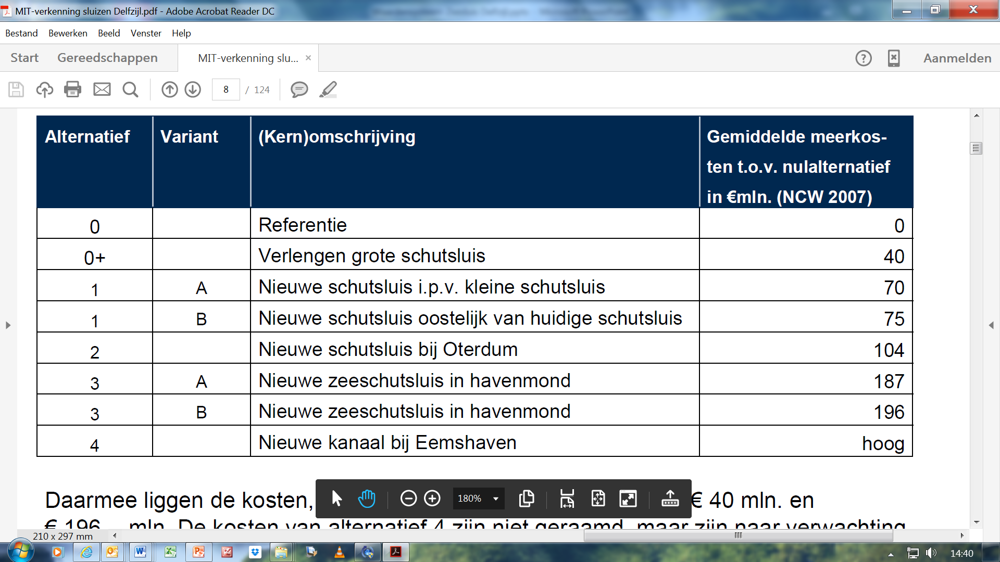 MIT-verkenning sluizen Delfzijl.pdf - Adobe Acrobat Reader DC
Bestand Bewerken Beeld Venster Help
Start Gereedschappen MIT-verkenning slu... × Aanmelden
8 / 124
Alternatief Variant (Kern)omschrijving Gemiddelde meerkos-
ten t.o.v. nulalternatief
in €mln. (NCW 2007)
0 Referentie 0
0+ Verlengen grote schutsluis 40
1 A Nieuwe schutsluis i.p.v. kleine schutsluis 70
1 B Nieuwe schutsluis oostelijk van huidige schutsluis 75
2 Nieuwe schutsluis bij Oterdum 104
3 A Nieuwe zeeschutsluis in havenmond 187
3 B Nieuwe zeeschutsluis in havenmond 196
4 Nieuwe kanaal bij Eemshaven hoog
180%
Daarmee liggen de kosten, € 40 mln. en
€ 196 mln. De kosten van alternatief 4 zijn niet geraamd, maar zijn naar verwachting
210 x 297 mm
14:40